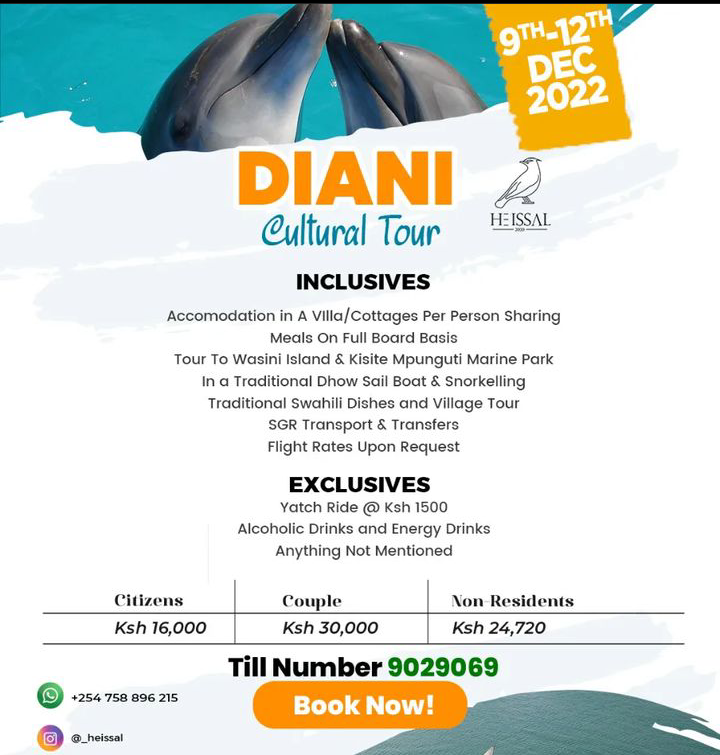 9TH-12TH
DEC
2022
DIANI
Cultural Tour
HEISSAL
2020
INCLUSIVES
Accomodation in A VIlla/Cottages Per Person Sharing
Meals On Full Board Basis
Tour To Wasini Island & Kisite Mpunguti Marine Park
In a Traditional Dhow Sail Boat & Snorkelling
Traditional Swahili Dishes and Village Tour
SGR Transport & Transfers
Flight Rates Upon Request
EXCLUSIVES
Yatch Ride @ Ksh 1500
Alcoholic Drinks and Energy Drinks
Anything Not Mentioned
Citizens Couple Non-Residents
Ksh 16,000 Ksh 30,000 Ksh 24,720
Till Number 9029069
+254 758 896 215
Book Now!
@_heissal